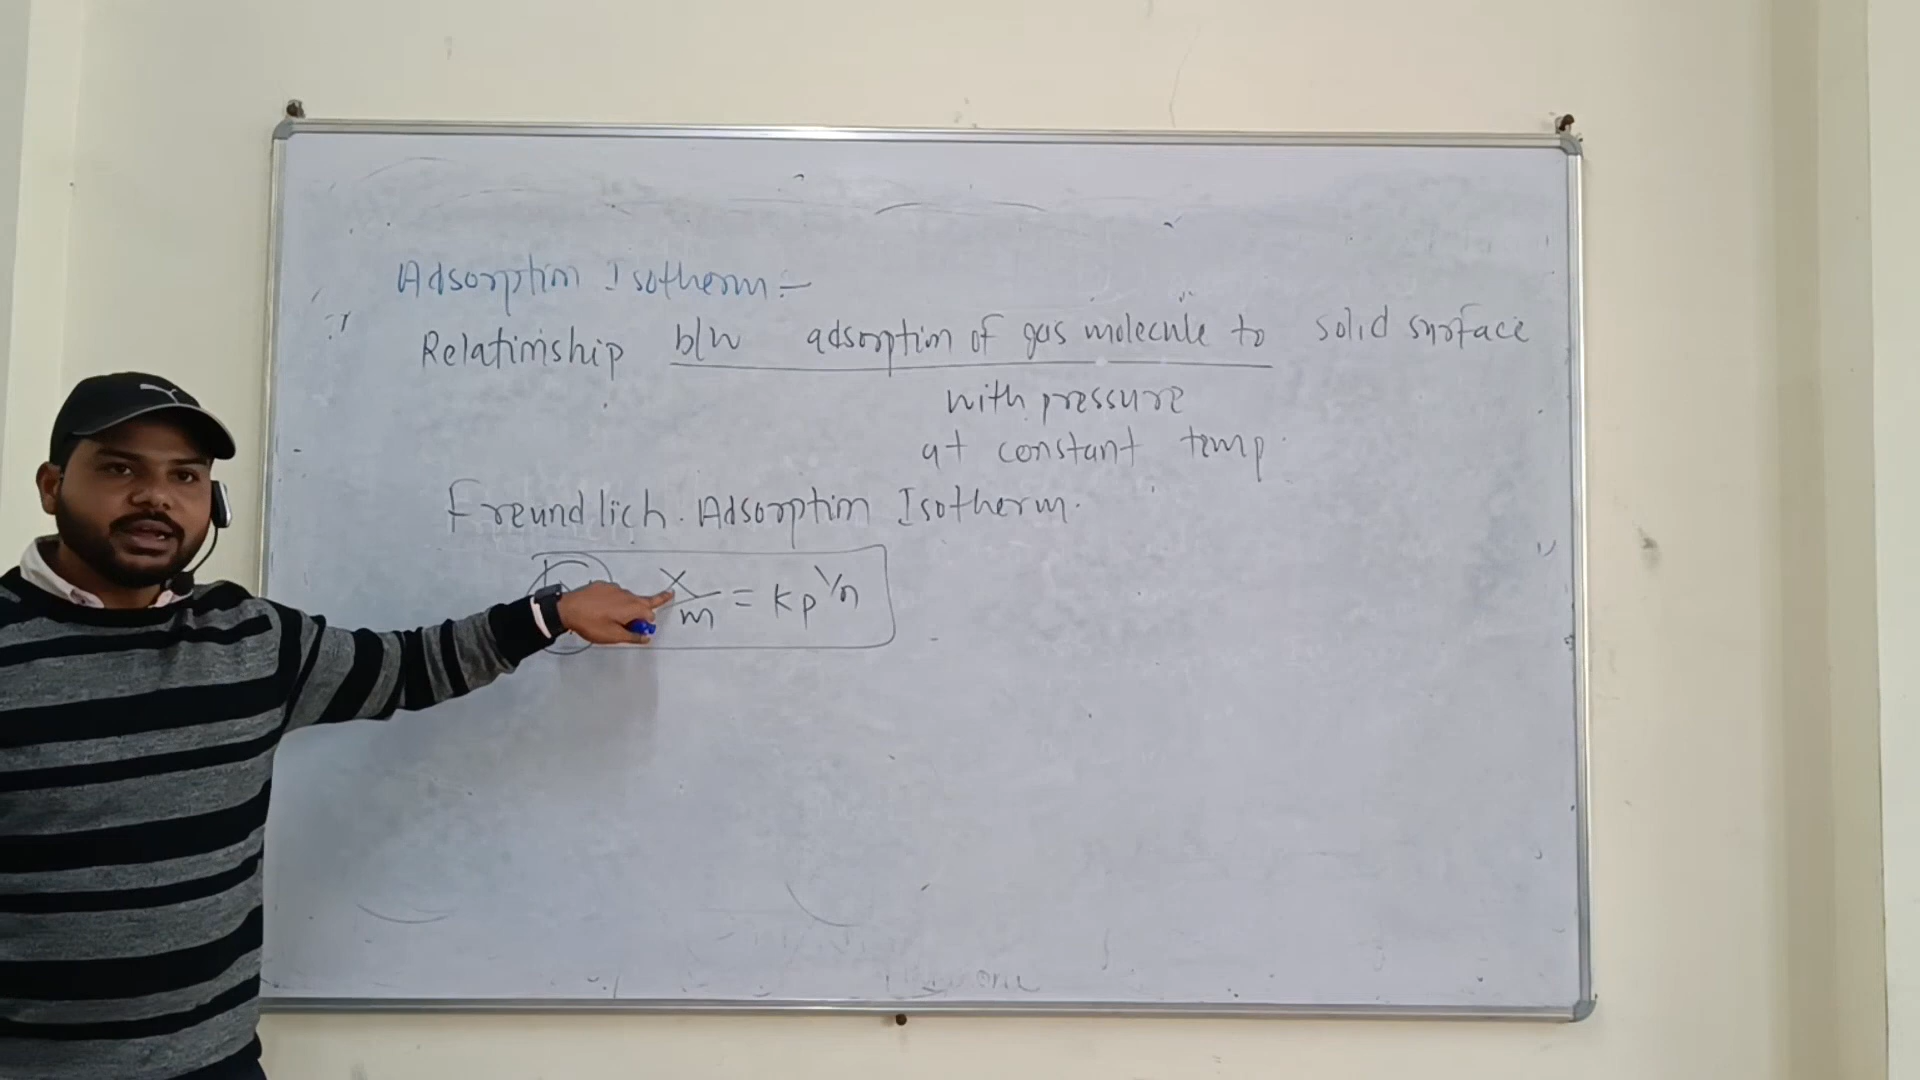 Adsorption Isotherm:-
Relationship b/w adsorption of gas molecule to solid surface
with pressure
at constant temp.
Freundlich Adsorption Isotherm.
x/m = kp^1/n